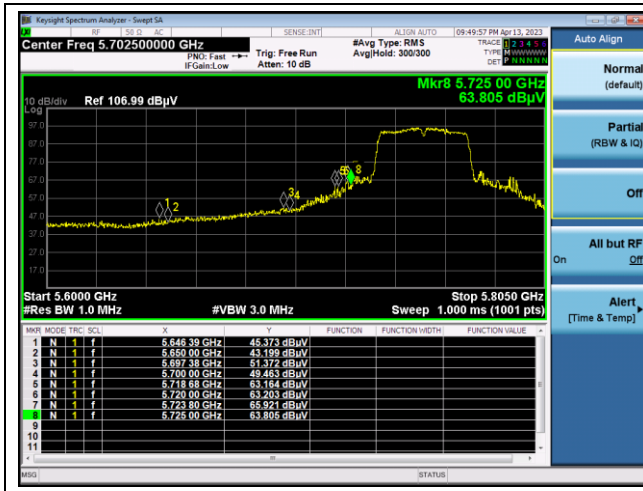 Keysight Spectrum Analyzer - Swept SA
RF 50 Ω AC SENSE:INT ALIGN AUTO 09:49:57 PM Apr 13, 2023
Center Freq 5.702500000 GHz
PNO: Fast
IFGain:Low
Trig: Free Run
Atten: 10 dB
#Avg Type: RMS
Avg|Hold: 300/300
TRACE 1 2 3 4 5 6
TYPE M WWWWW
DET P N N N N N
Mkr8 5.725 00 GHz
63.805 dBµV
10 dB/div Ref 106.99 dBµV
Log
97.0
87.0
77.0
67.0
57.0
47.0
37.0
27.0
17.0
1 2 3 4 5 8
Start 5.6000 GHz Stop 5.8050 GHz
#Res BW 1.0 MHz #VBW 3.0 MHz Sweep 1.000 ms (1001 pts)
MKR MODE TRC SCL X Y FUNCTION FUNCTION WIDTH FUNCTION VALUE
1 N 1 f 5.646 39 GHz 45.373 dBµV
2 N 1 f 5.650 00 GHz 43.199 dBµV
3 N 1 f 5.697 38 GHz 51.372 dBµV
4 N 1 f 5.700 00 GHz 49.463 dBµV
5 N 1 f 5.718 68 GHz 63.164 dBµV
6 N 1 f 5.720 00 GHz 63.203 dBµV
7 N 1 f 5.723 80 GHz 65.921 dBµV
8 N 1 f 5.725 00 GHz 63.805 dBµV
9
10
11
MSG STATUS
Auto Align
Normal
(default)
Partial
(RBW & IQ)
Off
All but RF
On Off
Alert
[Time & Temp]